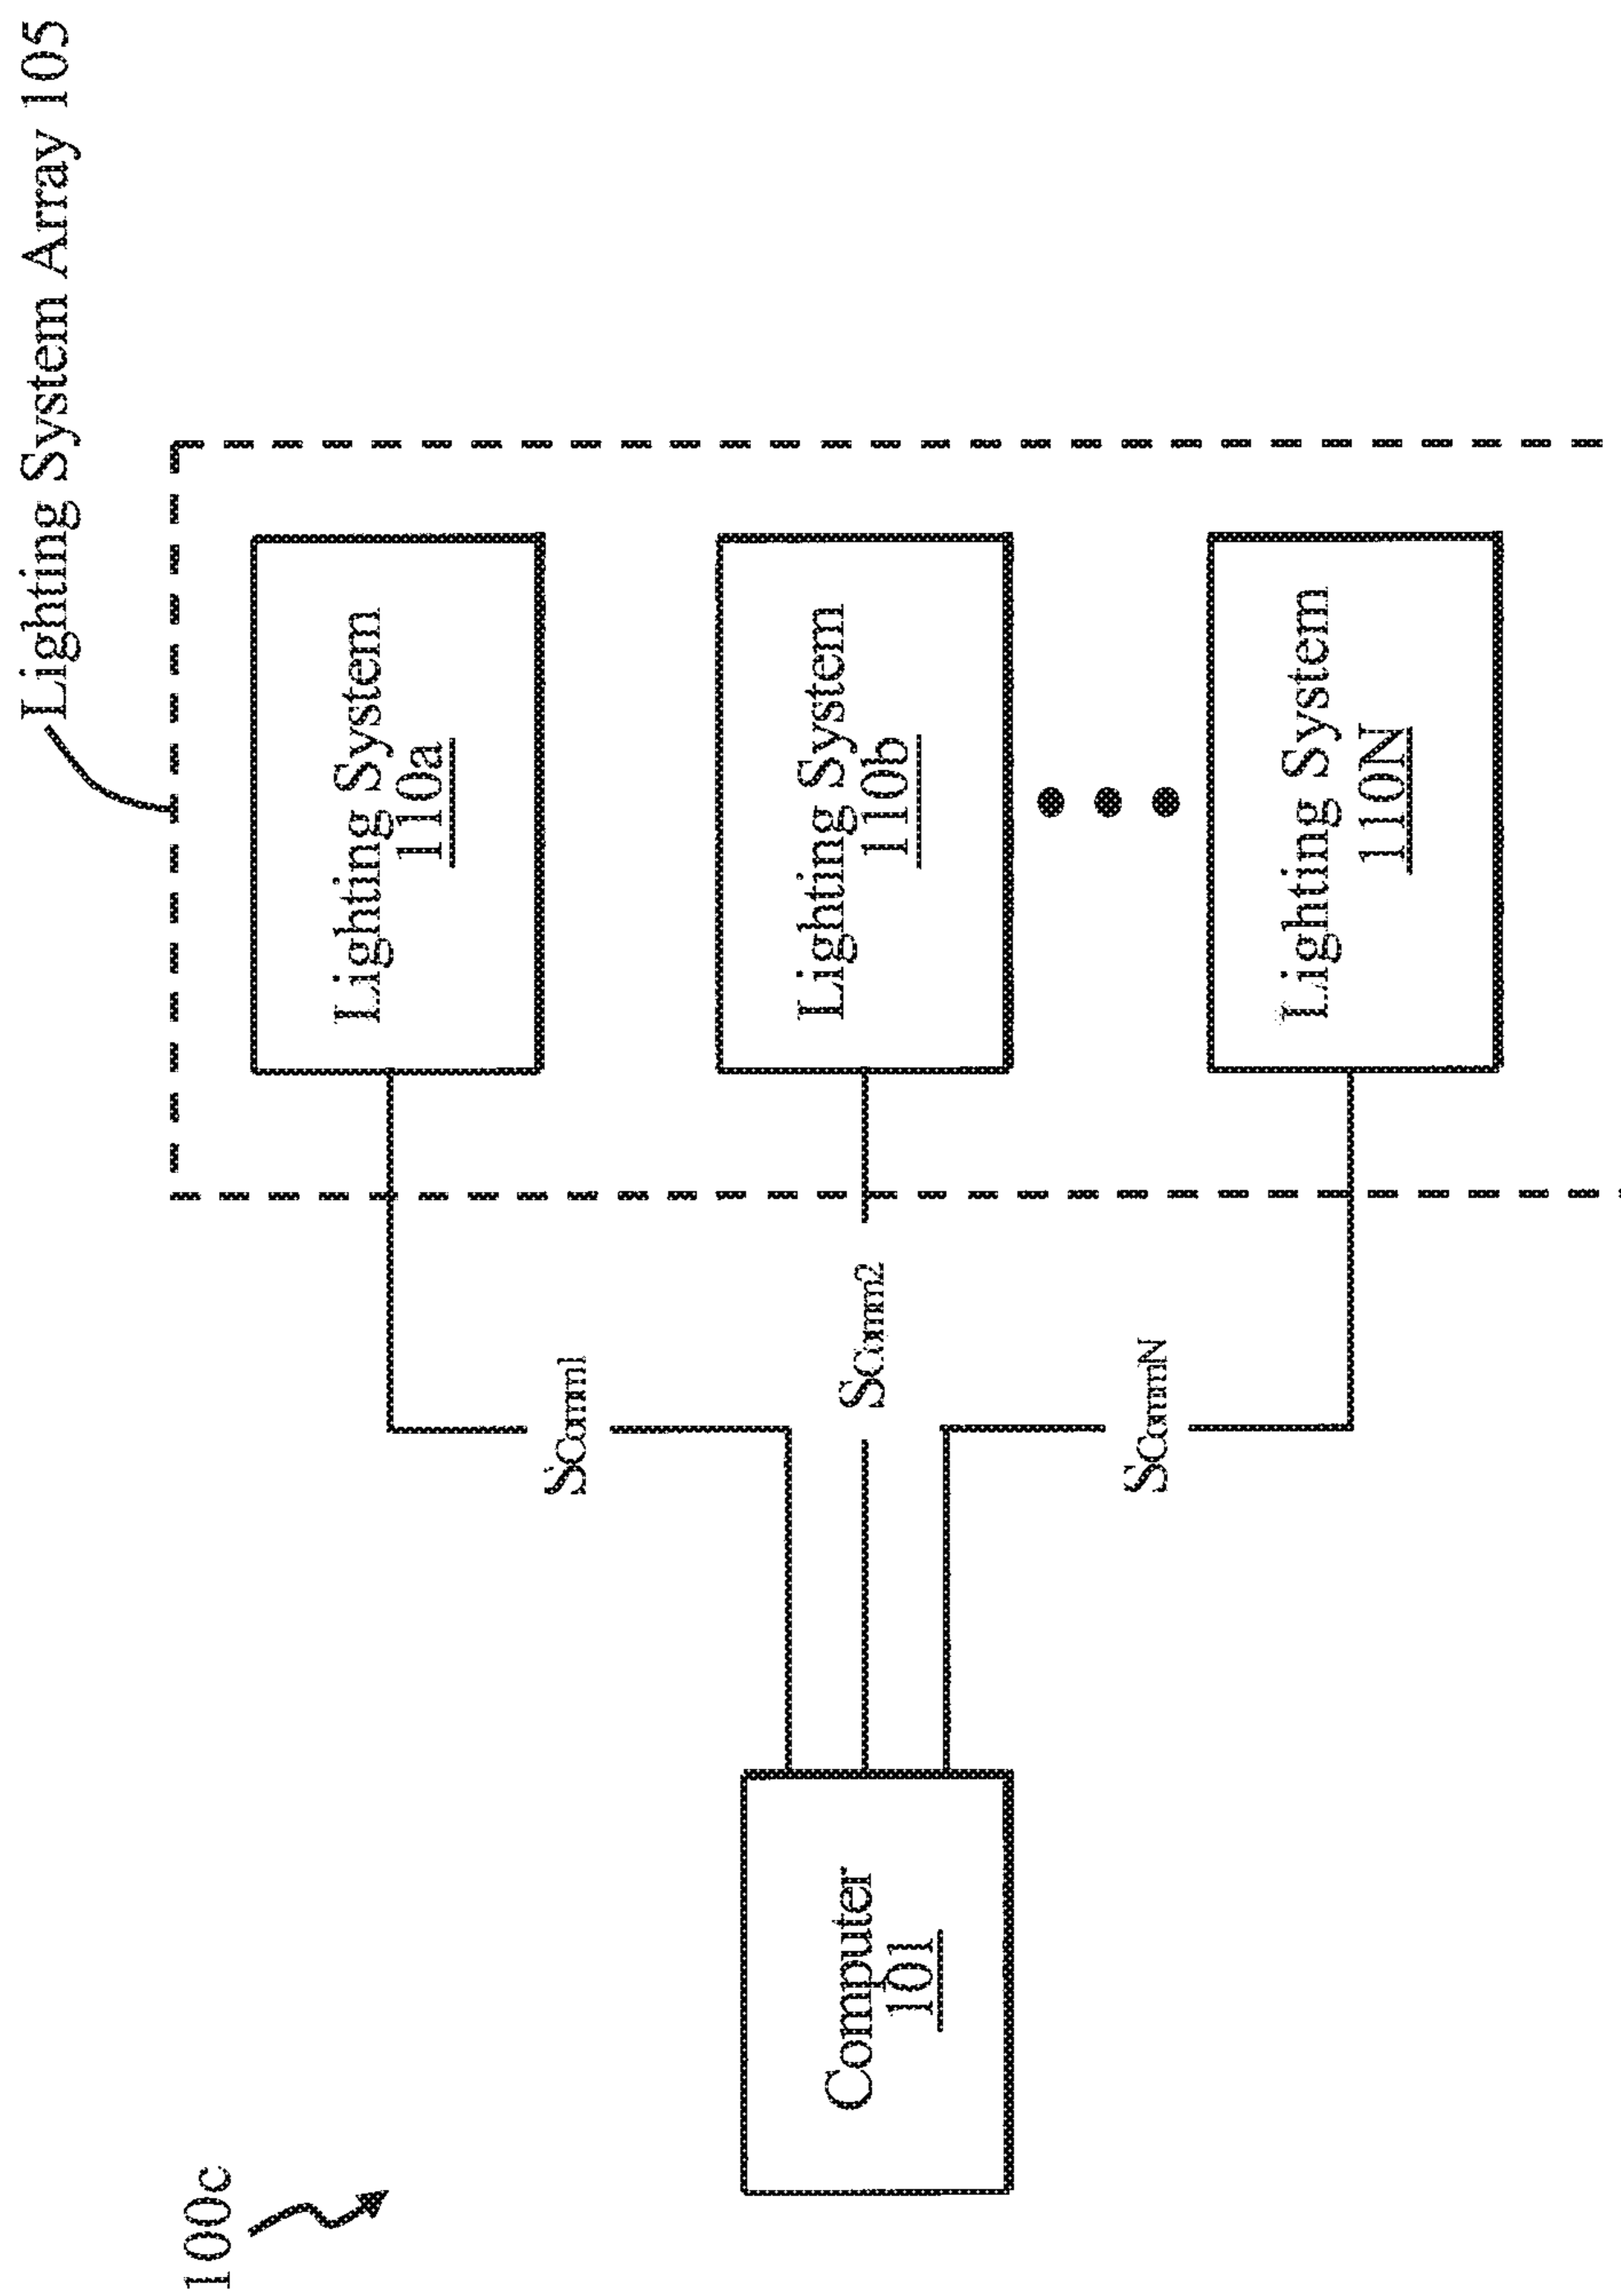 100c
Lighting System Array 105
Lighting System
110a
SComm1
Computer
101
SComm2
Lighting System
110b
SCommN
Lighting System
110N